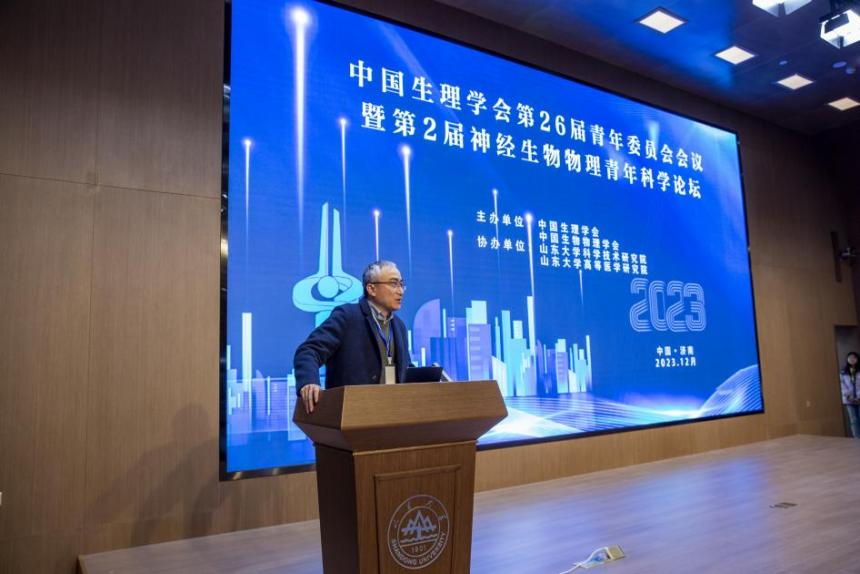 中国生理学会第26届青年委员会会议
暨第2届神经生物物理青年科学论坛
主办单位 中国生理学会
中国生物物理学会
协办单位 山东大学科学技术研究院
山东大学高等医学研究院
2023
中国·济南
2023.12月
山东大学
1901
SHANDONG UNIVERSITY